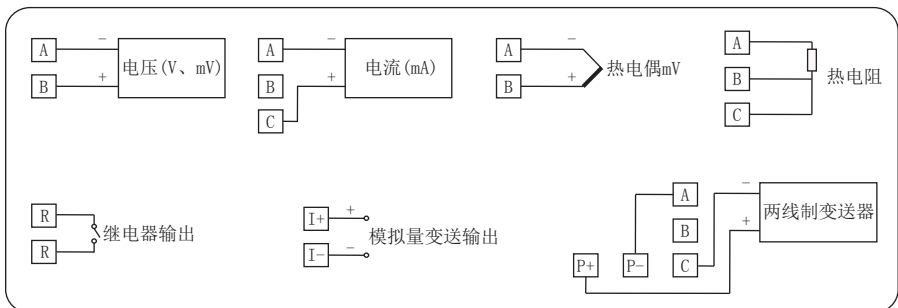 A − 电压(V、mV)
B +
A − 电流(mA)
B +
C
A − 热电偶mV
B +
A
B 热电阻
C
R 继电器输出
R
I+ + 模拟量变送输出
I− −
A − 两线制变送器
B +
P+ P− C